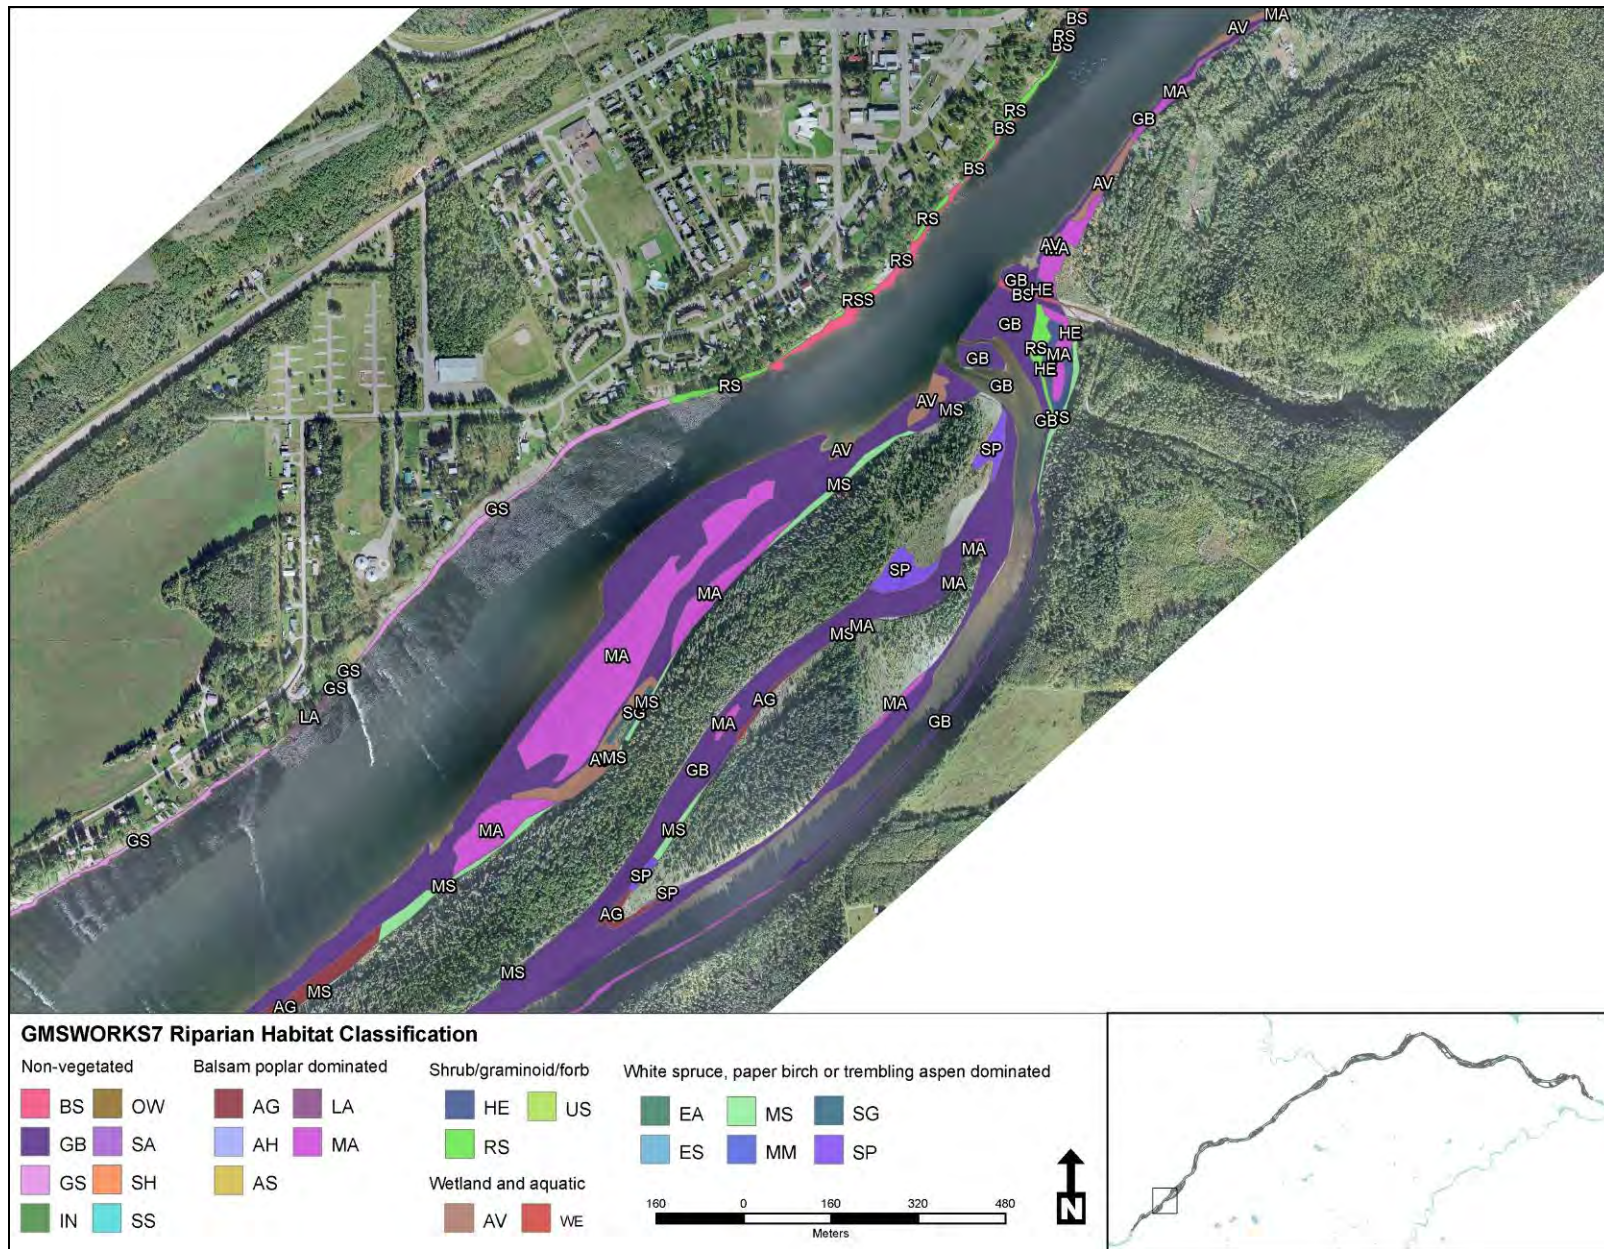 BS
MA
RS
AV
BS
MA
RS
GB
BS
BS
AV
RS
RS
AV
MA
GB
HE
BS
RSS
GB
HE
RS
MA
GB
HE
RS
GB
AV
MS
GB
MS
AV
SP
MS
GS
MA
SP
MA
MA
MA
MS
MA
GS
GS
MS
AG
MA
SG
LA
MA
GB
MS
GB
MA
MS
GS
SP
MS
SP
AG
MS
MS
AG
GMSWORKS7 Riparian Habitat Classification
Non-vegetated
BS OW
GB SA
GS SH
IN SS
Balsam poplar dominated
AG LA
AH MA
AS
Shrub/graminoid/forb
HE US
RS
Wetland and aquatic
AV WE
White spruce, paper birch or trembling aspen dominated
EA MS SG
ES MM SP
160 0 160 320 480
Meters
N